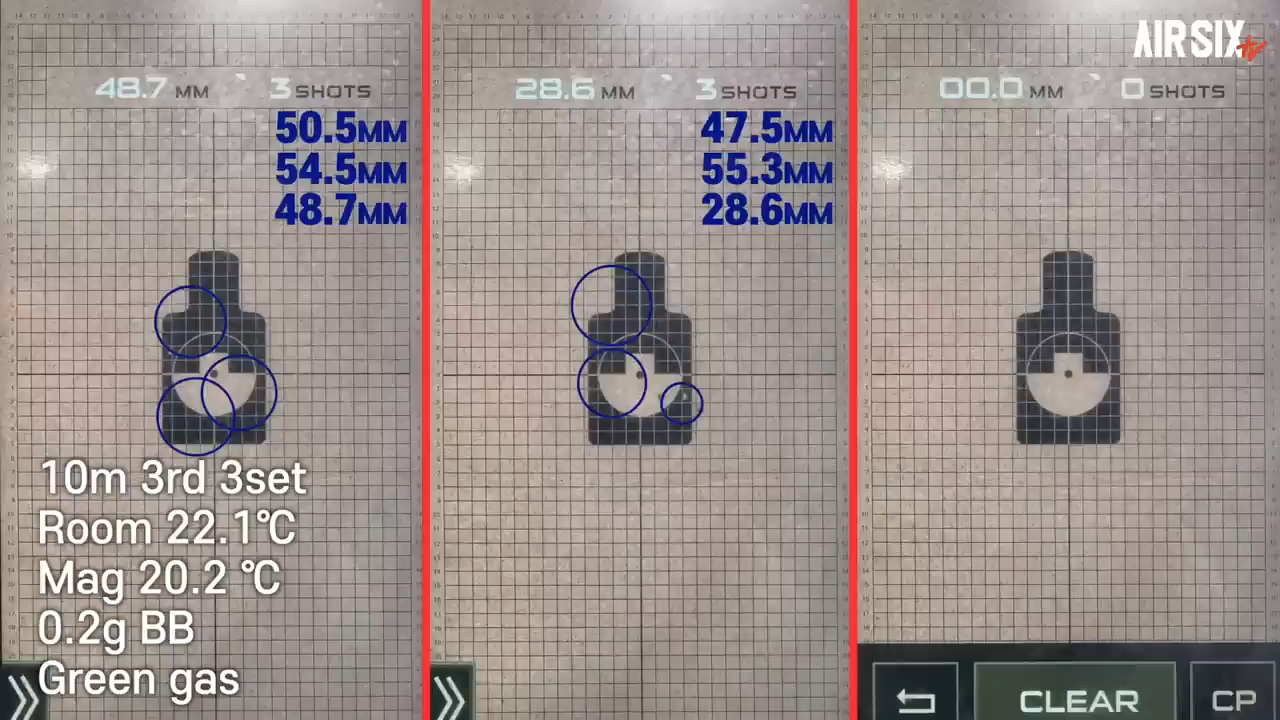 AIRSIX tv
48.7 MM 3 SHOTS
50.5MM
54.5MM
48.7MM
28.6 MM 3 SHOTS
47.5MM
55.3MM
28.6MM
00.0 MM 0 SHOTS
10m 3rd 3set
Room 22.1℃
Mag 20.2 ℃
0.2g BB
Green gas
CLEAR
CP